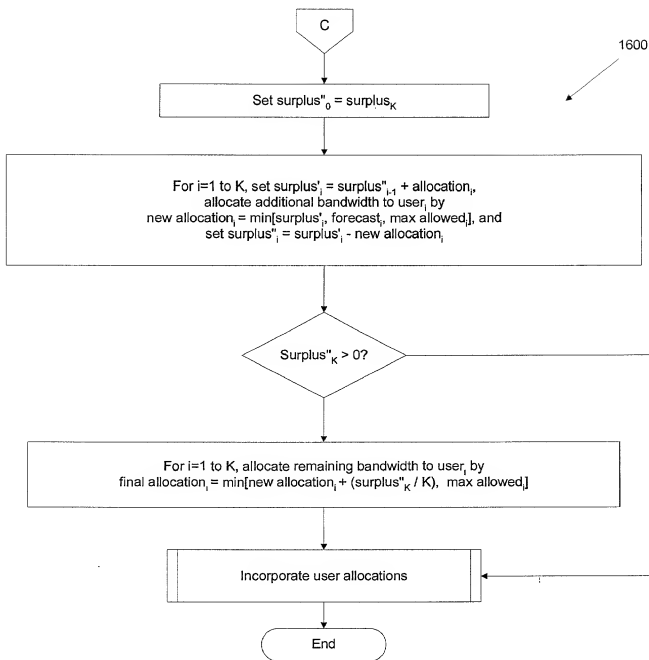 C
1600
Set surplus"₀ = surplusₖ
For i=1 to K, set surplus'ᵢ = surplus"ᵢ₋₁ + allocationᵢ,
allocate additional bandwidth to userᵢ by
new allocationᵢ = min[surplus'ᵢ, forecastᵢ, max allowedᵢ], and
set surplus"ᵢ = surplus'ᵢ - new allocationᵢ
Surplus"ₖ > 0?
For i=1 to K, allocate remaining bandwidth to userᵢ by
final allocationᵢ = min[new allocationᵢ + (surplus"ₖ / K), max allowedᵢ]
Incorporate user allocations
End